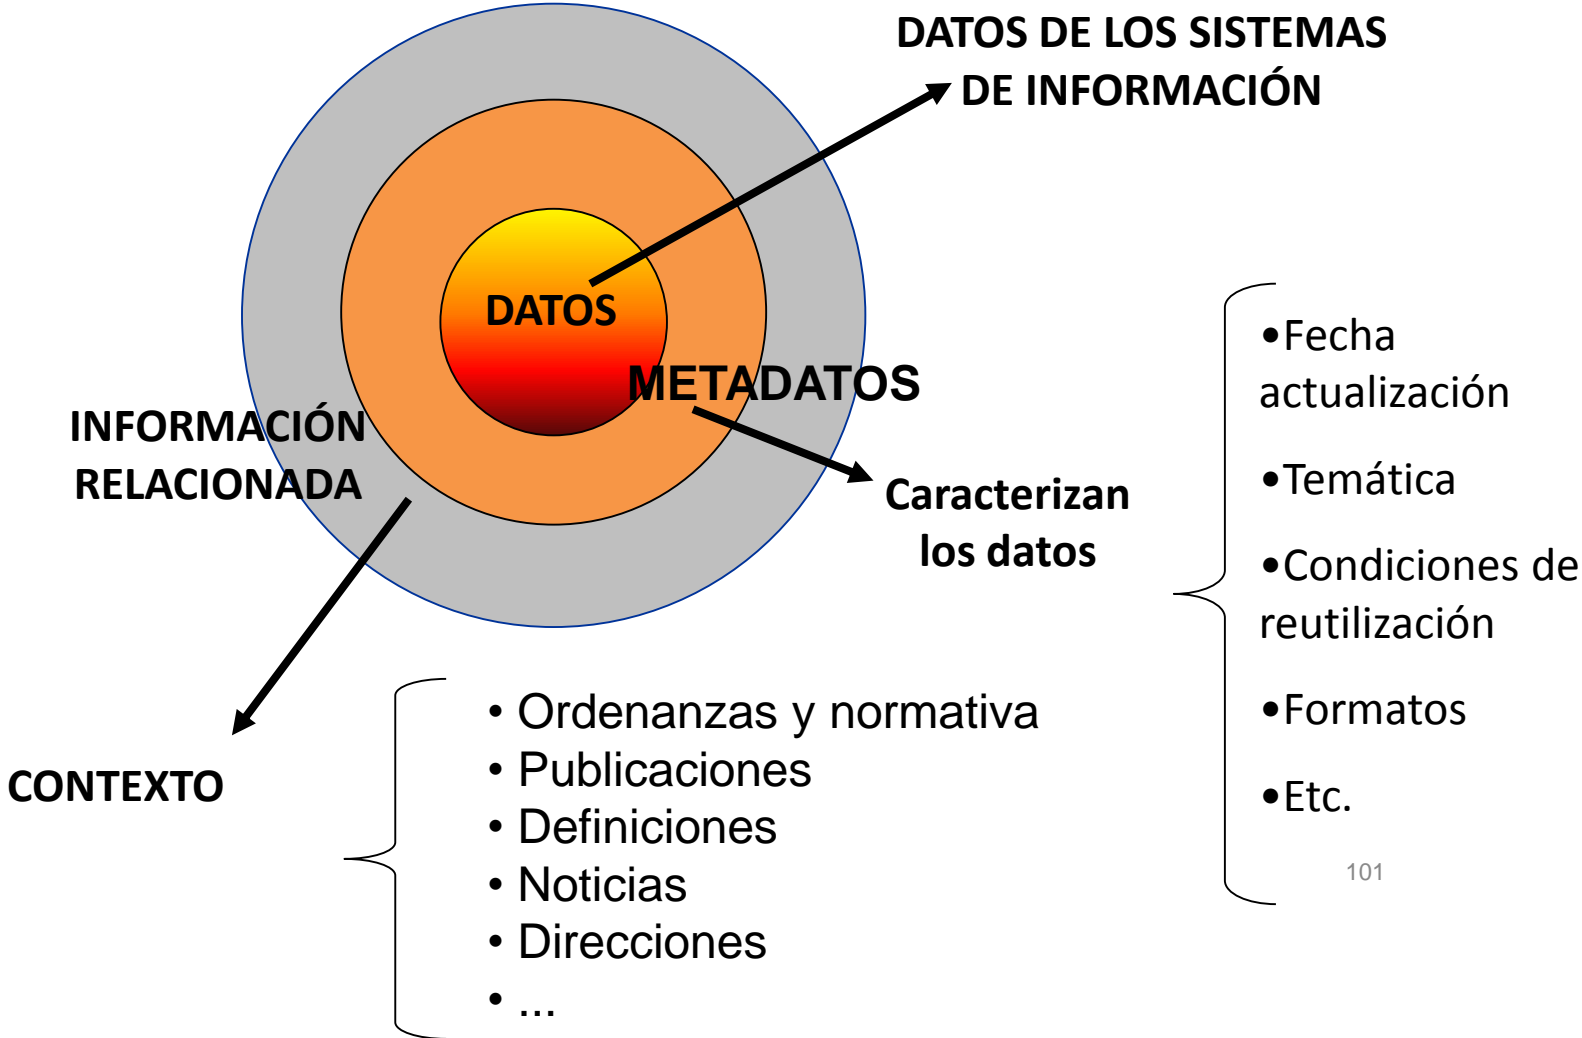 DATOS DE LOS SISTEMAS
DE INFORMACIÓN
DATOS
METADATOS
INFORMACIÓN
RELACIONADA
Caracterizan
los datos
•Fecha
actualización
•Temática
•Condiciones de
reutilización
•Formatos
•Etc.
CONTEXTO
• Ordenanzas y normativa
• Publicaciones
• Definiciones
• Noticias
• Direcciones
• ...
101